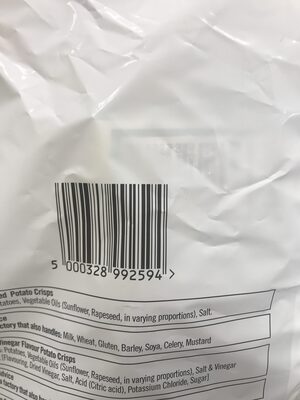 5 000328 992594 >
Potato Crisps
Vegetable Oils (Sunflower, Rapeseed, in varying proportions), Salt.
that also handles: Milk, Wheat, Gluten, Barley, Soya, Celery, Mustard
Vinegar Flavour Potato Crisps
Potatoes, Vegetable Oils (Sunflower, Rapeseed, in varying proportions), Salt & Vinegar
[Flavouring, Dried Vinegar, Salt, Acid (Citric acid), Potassium Chloride, Sugar]
factory that also